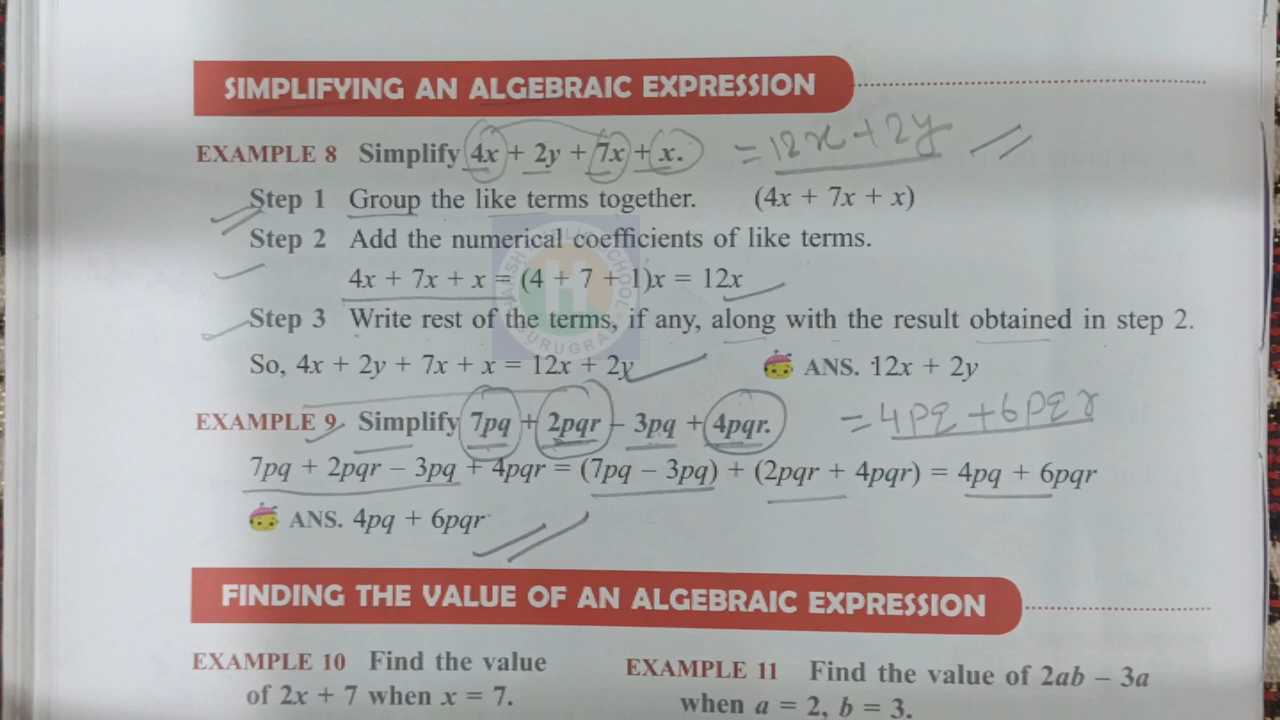 SIMPLIFYING AN ALGEBRAIC EXPRESSION
EXAMPLE 8 Simplify 4x + 2y + 7x + x. = 12x + 2y
Step 1 Group the like terms together. (4x + 7x + x)
Step 2 Add the numerical coefficients of like terms.
4x + 7x + x = (4 + 7 + 1)x = 12x
Step 3 Write rest of the terms, if any, along with the result obtained in step 2.
So, 4x + 2y + 7x + x = 12x + 2y ANS. 12x + 2y
EXAMPLE 9 Simplify 7pq + 2pqr – 3pq + 4pqr. = 4pq + 6pqr
7pq + 2pqr – 3pq + 4pqr = (7pq – 3pq) + (2pqr + 4pqr) = 4pq + 6pqr
ANS. 4pq + 6pqr
FINDING THE VALUE OF AN ALGEBRAIC EXPRESSION
EXAMPLE 10 Find the value
of 2x + 7 when x = 7.
EXAMPLE 11 Find the value of 2ab – 3a
when a = 2, b = 3.
H
SCHOOL